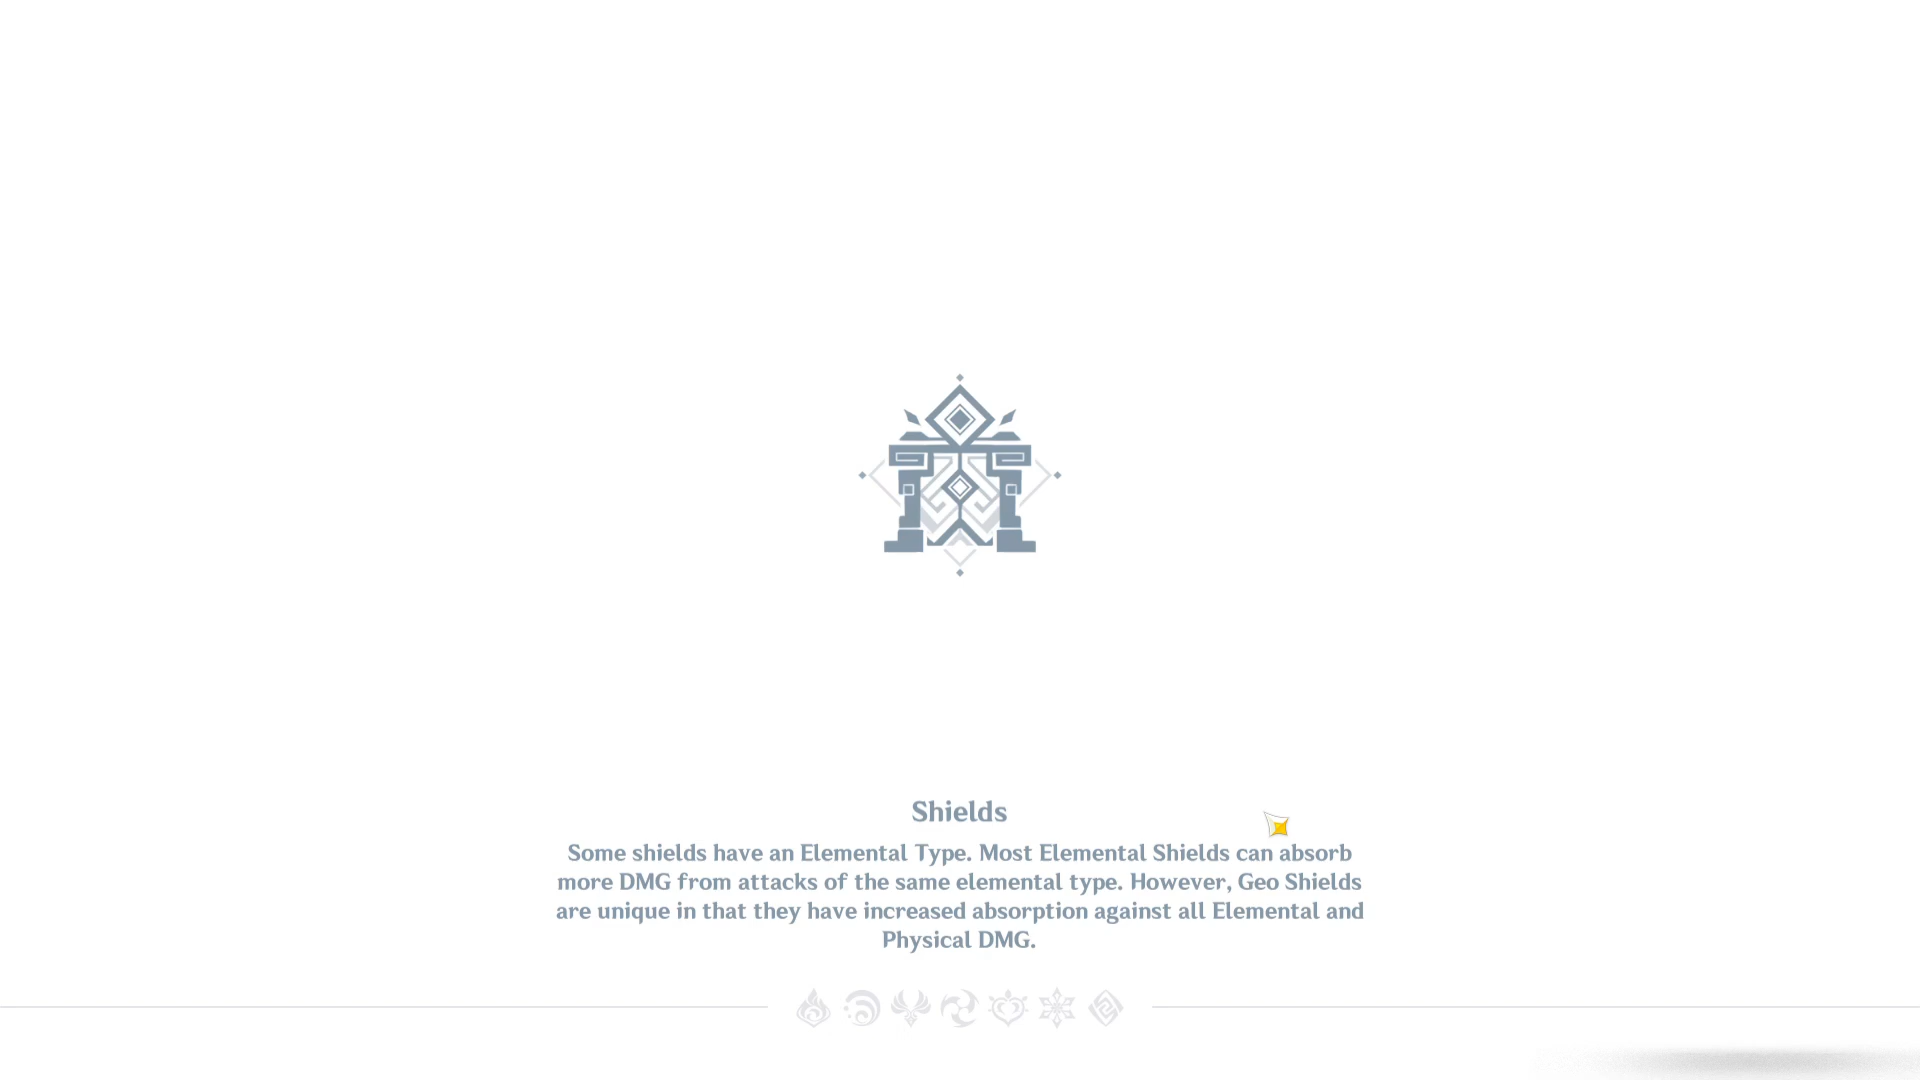 Shields
Some shields have an Elemental Type. Most Elemental Shields can absorb
more DMG from attacks of the same elemental type. However, Geo Shields
are unique in that they have increased absorption against all Elemental and
Physical DMG.